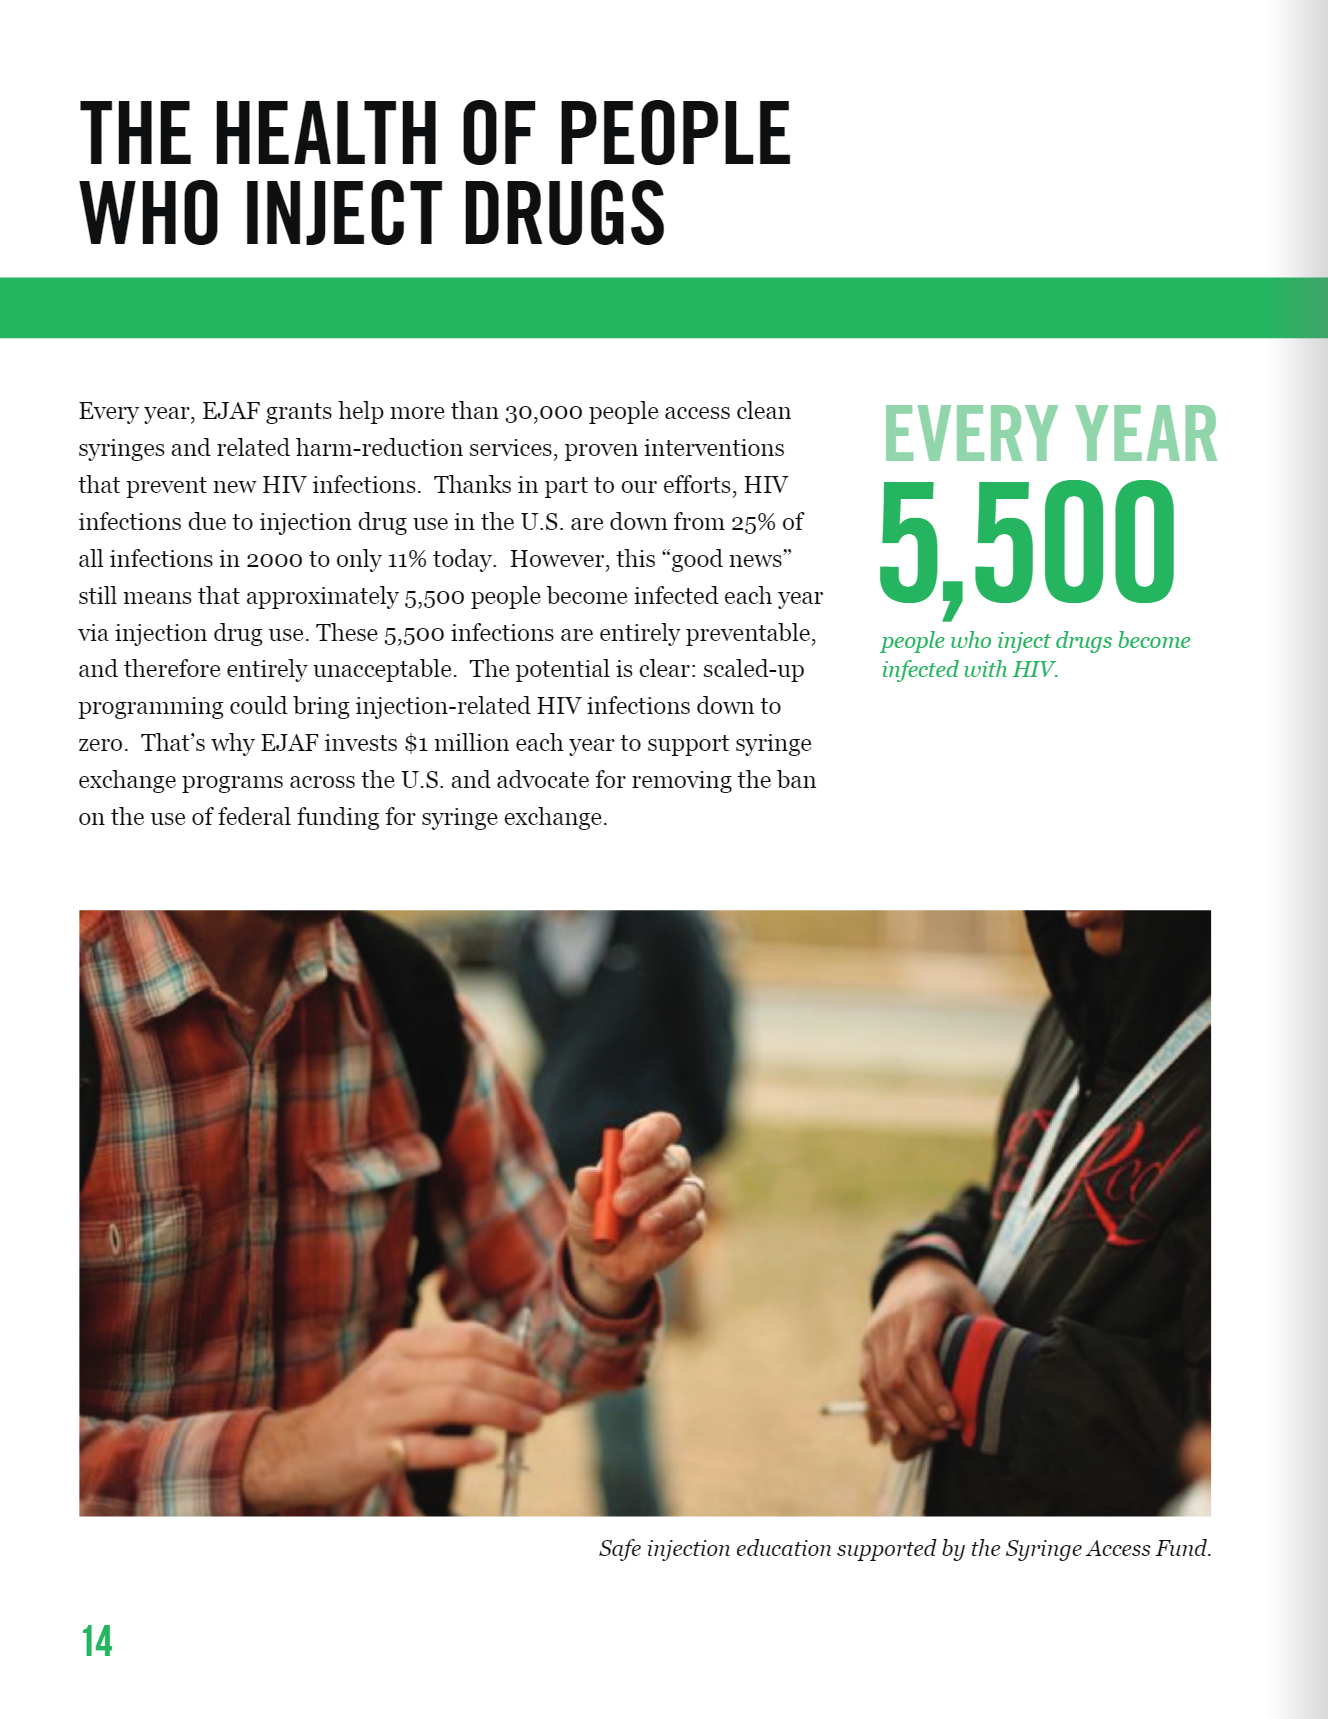 THE HEALTH OF PEOPLE
WHO INJECT DRUGS
Every year, EJAF grants help more than 30,000 people access clean
syringes and related harm-reduction services, proven interventions
that prevent new HIV infections.  Thanks in part to our efforts, HIV
infections due to injection drug use in the U.S. are down from 25% of
all infections in 2000 to only 11% today.  However, this “good news”
still means that approximately 5,500 people become infected each year
via injection drug use. These 5,500 infections are entirely preventable,
and therefore entirely unacceptable.  The potential is clear: scaled-up
programming could bring injection-related HIV infections down to
zero.  That’s why EJAF invests $1 million each year to support syringe
exchange programs across the U.S. and advocate for removing the ban
on the use of federal funding for syringe exchange.
EVERY YEAR
5,500
people who inject drugs become
infected with HIV.
Safe injection education supported by the Syringe Access Fund.
14